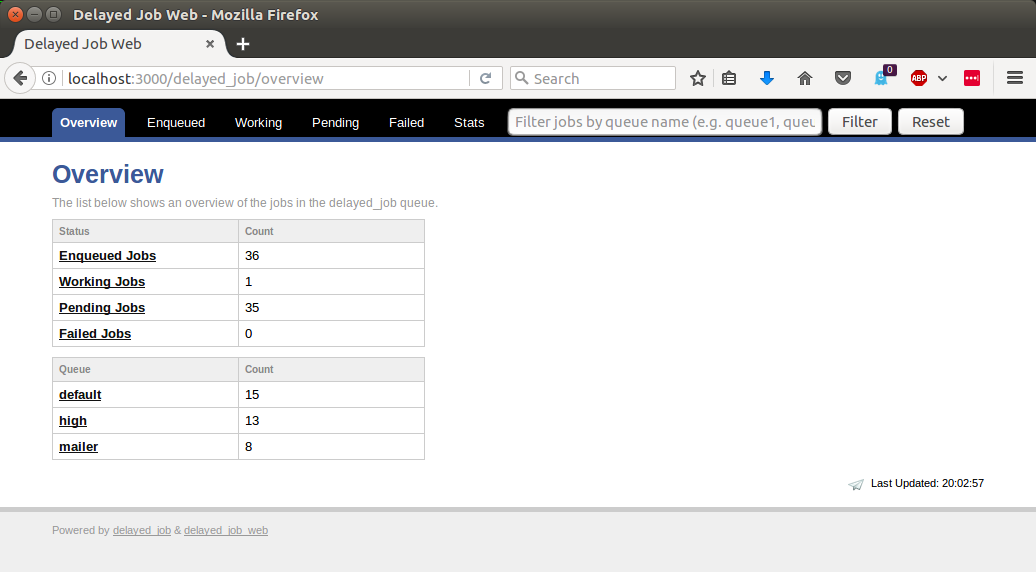 Delayed Job Web - Mozilla Firefox
Delayed Job Web
localhost:3000/delayed_job/overview
Search
0
ABP
Overview Enqueued Working Pending Failed Stats Filter jobs by queue name (e.g. queue1, queu Filter Reset
Overview
The list below shows an overview of the jobs in the delayed_job queue.
Status Count
Enqueued Jobs 36
Working Jobs 1
Pending Jobs 35
Failed Jobs 0
Queue Count
default 15
high 13
mailer 8
Last Updated: 20:02:57
Powered by delayed_job & delayed_job_web